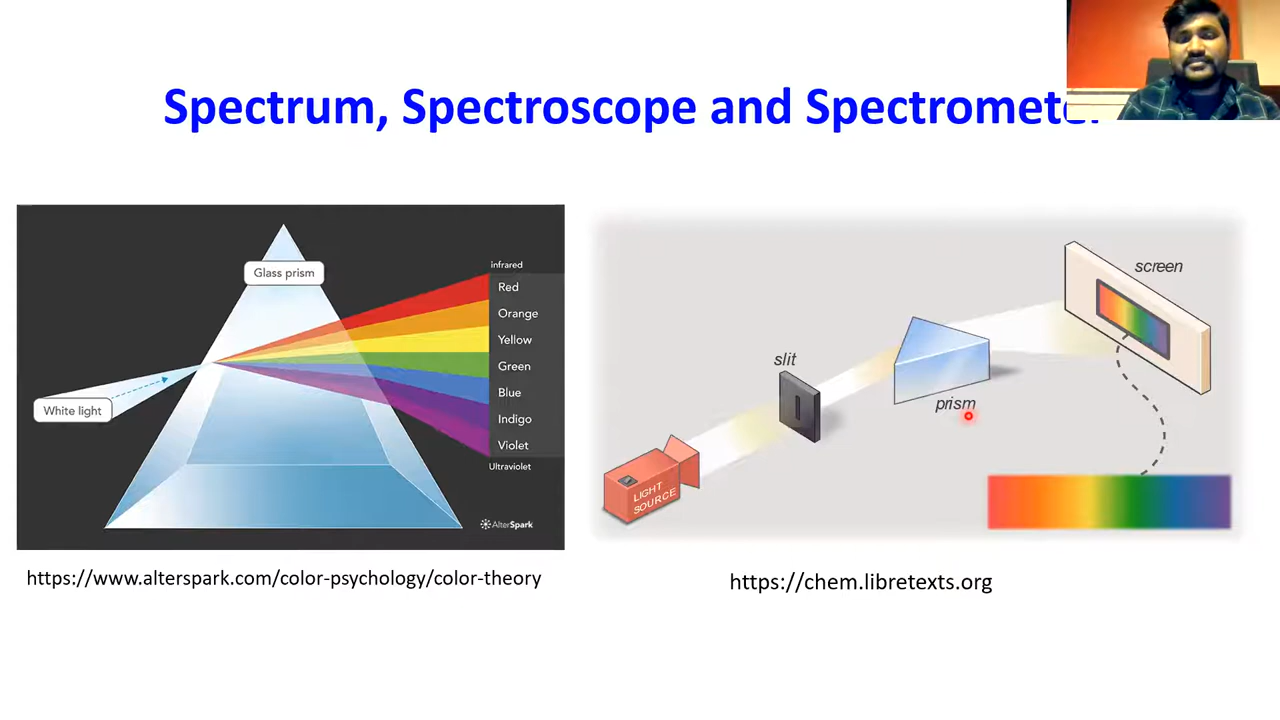 Spectrum, Spectroscope and Spectrometer
Glass prism
White light
infrared
Red
Orange
Yellow
Green
Blue
Indigo
Violet
Ultraviolet
AlterSpark
https://www.alterspark.com/color-psychology/color-theory
screen
slit
prism
LIGHT
SOURCE
https://chem.libretexts.org